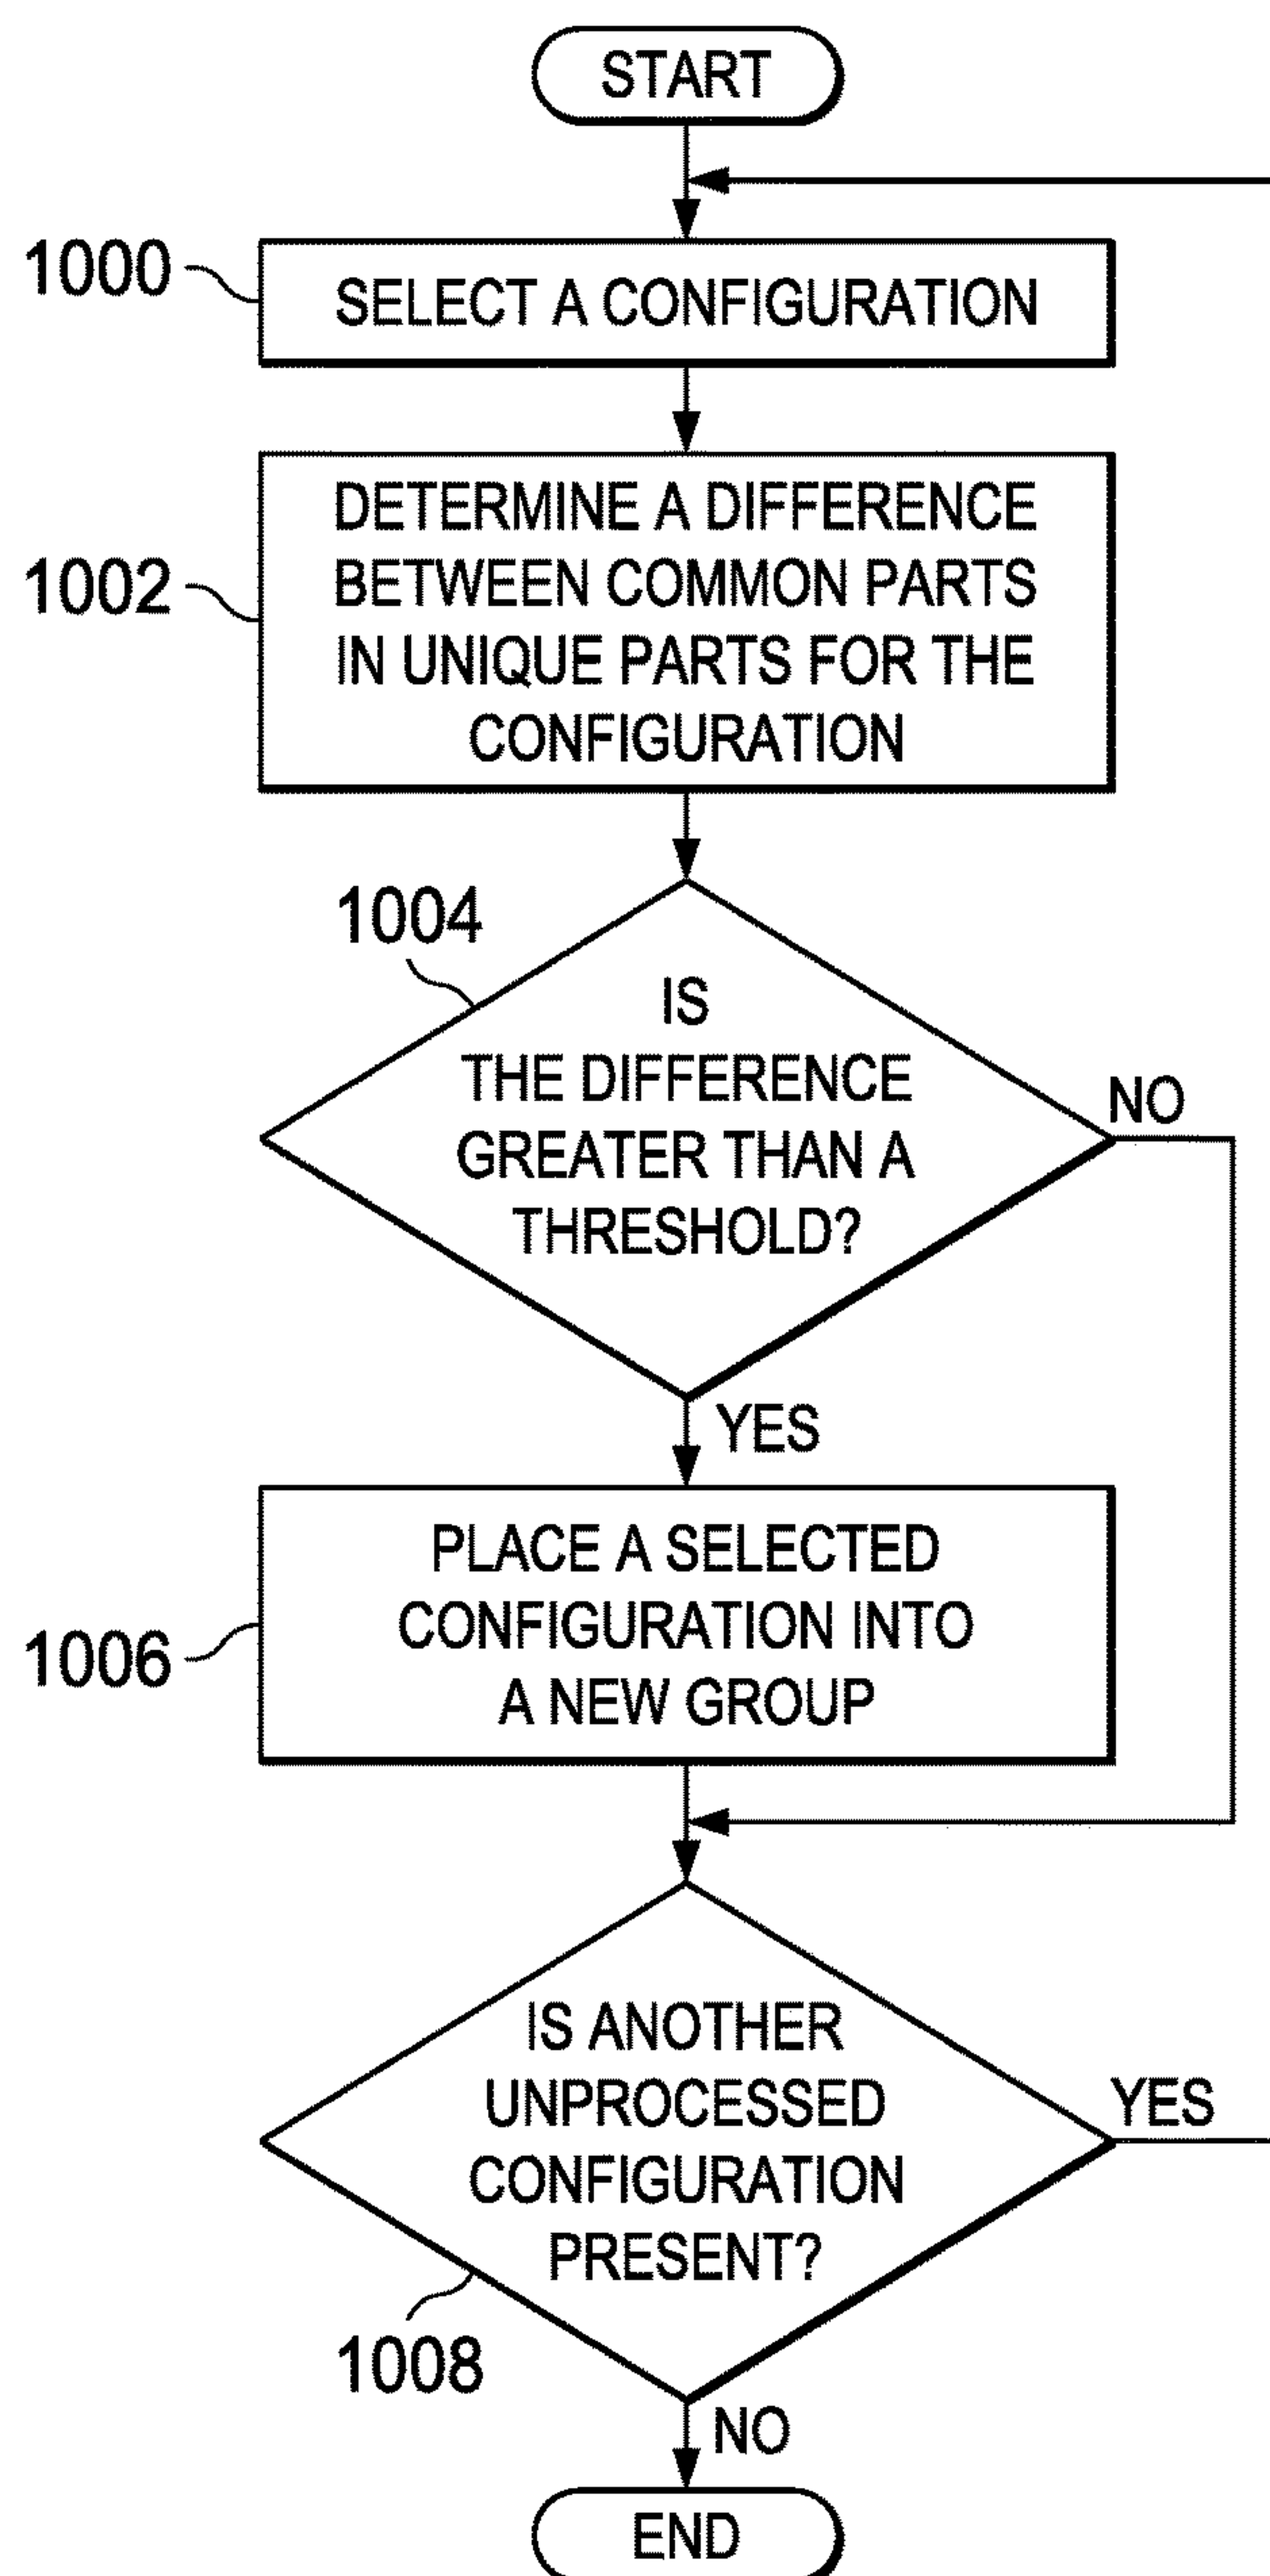 START
1000
SELECT A CONFIGURATION
1002
DETERMINE A DIFFERENCE
BETWEEN COMMON PARTS
IN UNIQUE PARTS FOR THE
CONFIGURATION
1004
IS
THE DIFFERENCE
GREATER THAN A
THRESHOLD?
NO
YES
1006
PLACE A SELECTED
CONFIGURATION INTO
A NEW GROUP
IS ANOTHER
UNPROCESSED
CONFIGURATION
PRESENT?
YES
1008
NO
END